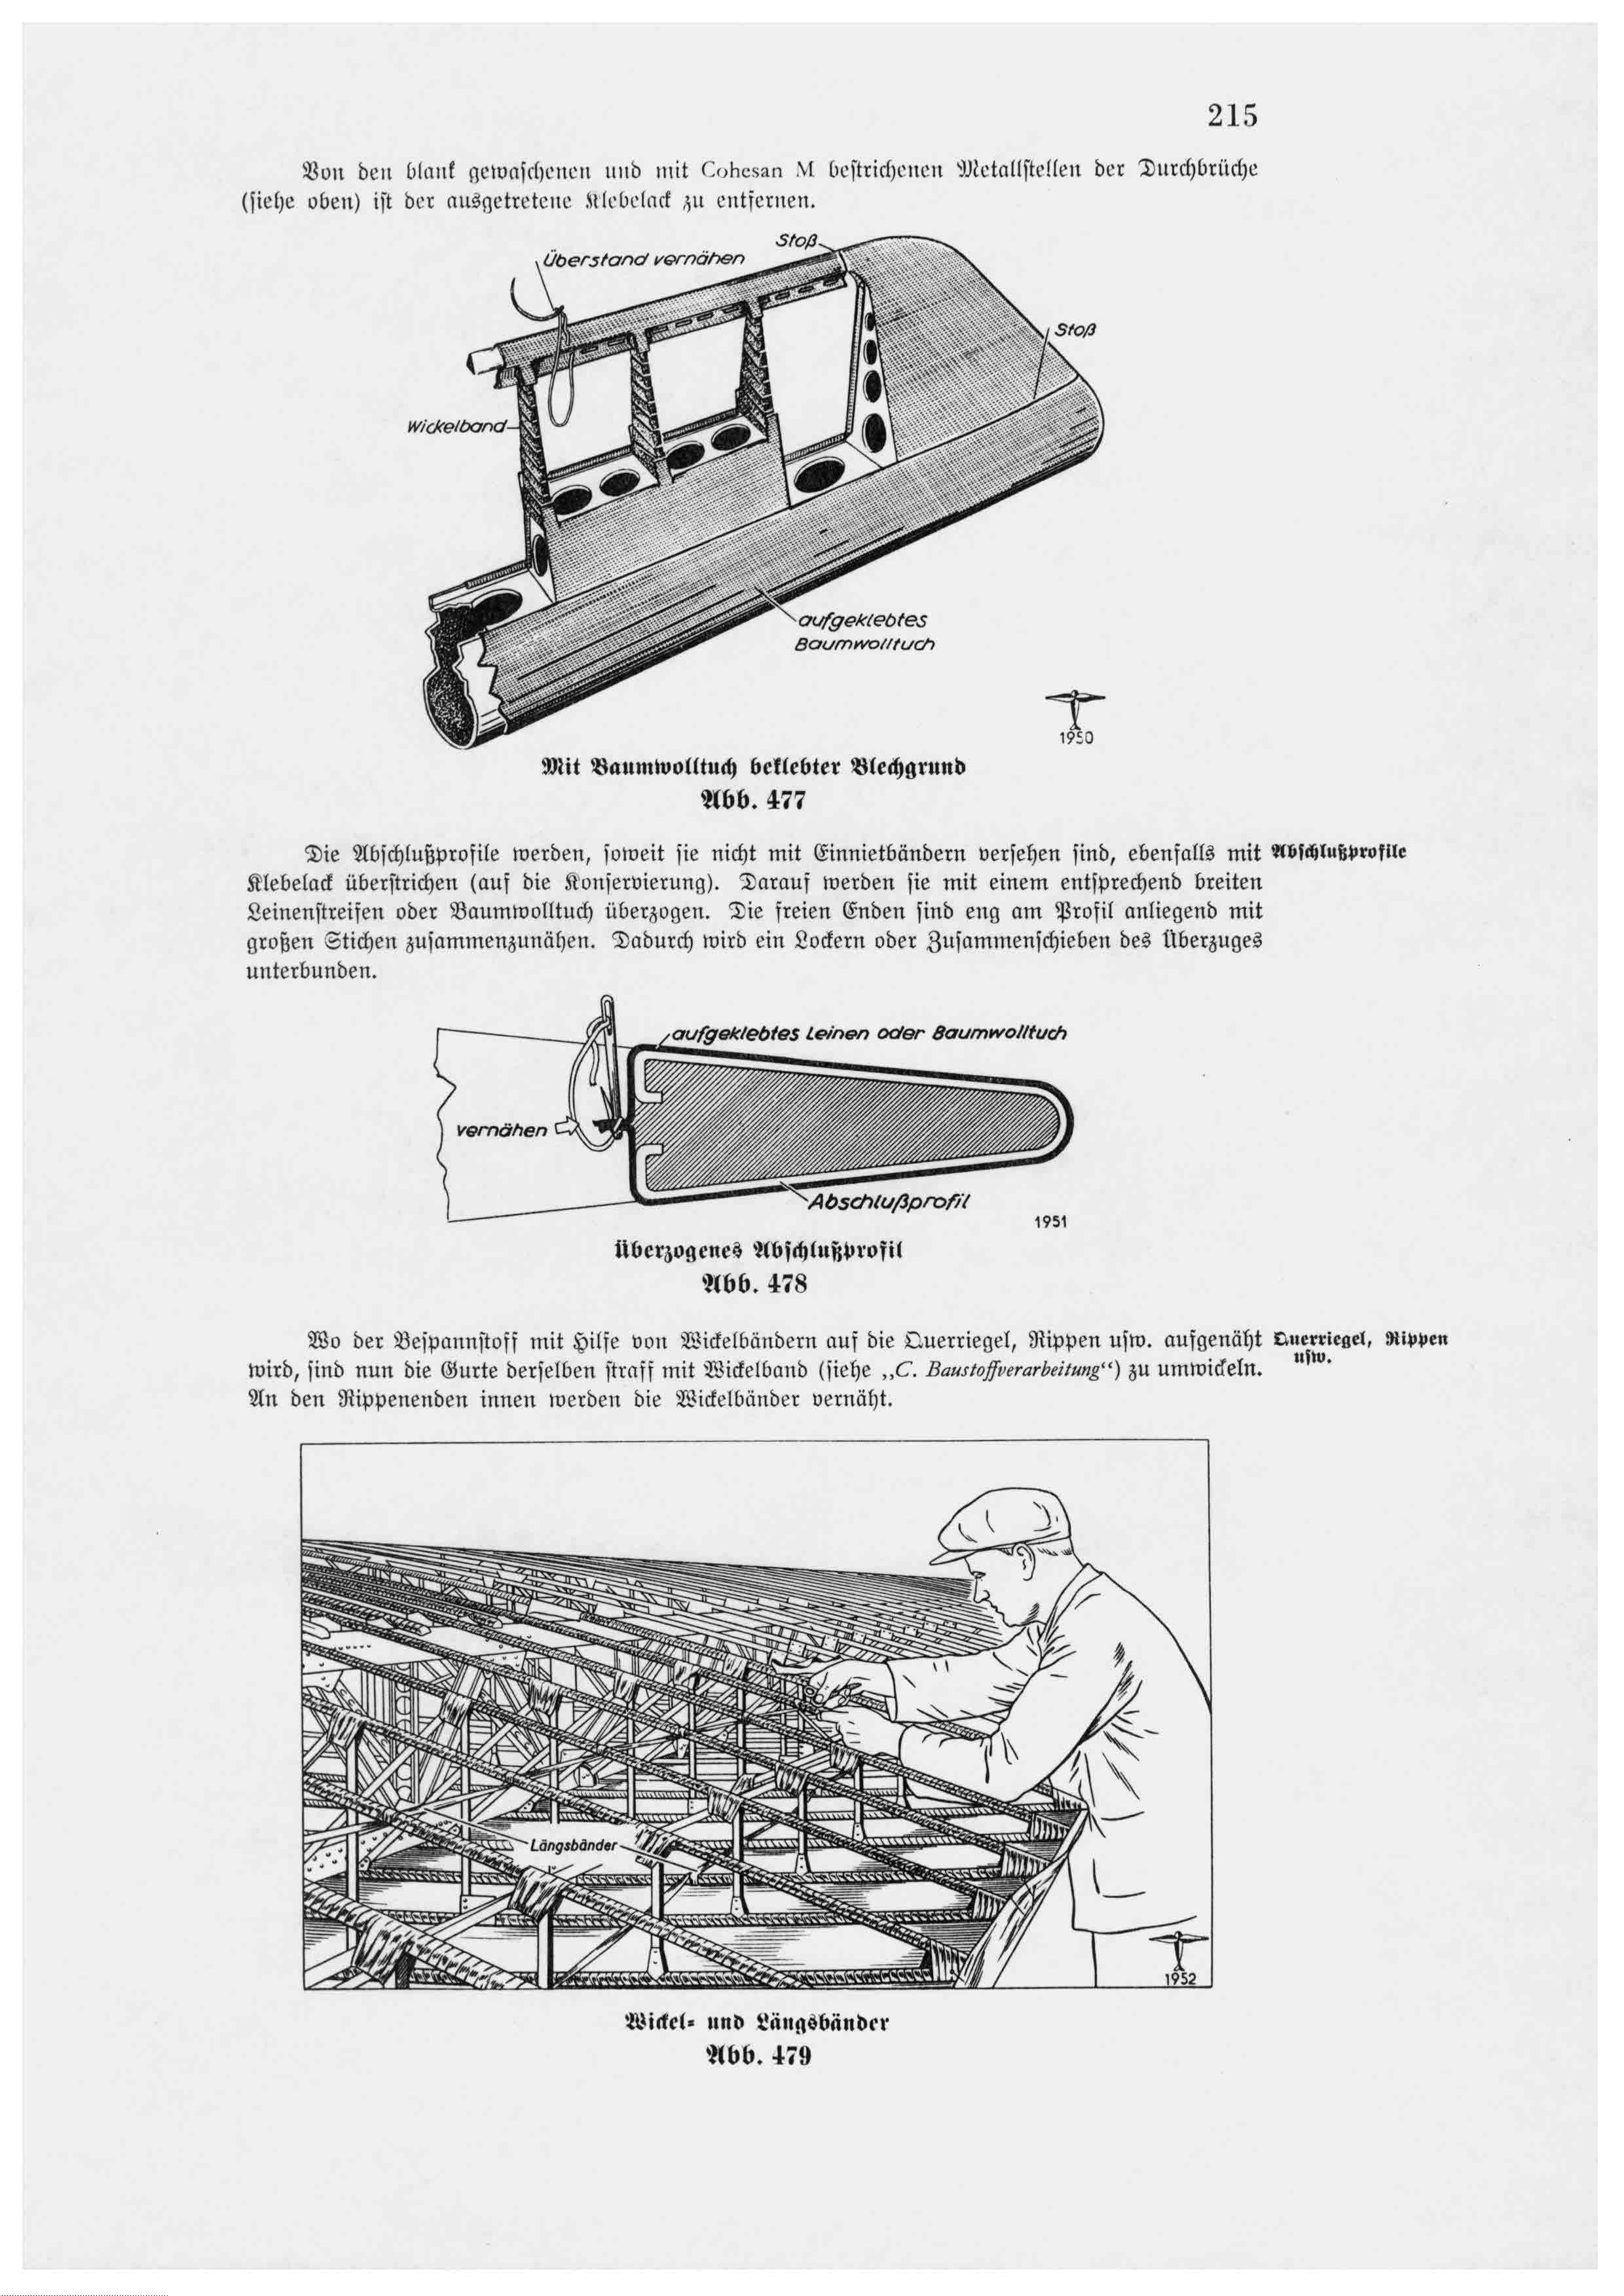 215
Von den blank gewaschenen und mit Cohesan M bestrichenen Metallstellen der Durchbrüche
(siehe oben) ist der ausgetretene Klebelack zu entfernen.
Stoß
Überstand vernähen
Stoß
Wickelband
aufgeklebtes
Baumwolltuch
1950
Mit Baumwolltuch beklebter Blechgrund
Abb. 477
Die Abschlußprofile werden, soweit sie nicht mit Einnietbändern versehen sind, ebenfalls mit Abschlußprofile
Klebelack überstrichen (auf die Konservierung). Darauf werden sie mit einem entsprechend breiten
Leinenstreifen oder Baumwolltuch überzogen. Die freien Enden sind eng am Profil anliegend mit
großen Stichen zusammenzunähen. Dadurch wird ein Lockern oder Zusammenschieben des Überzuges
unterbunden.
aufgeklebtes Leinen oder Baumwolltuch
vernähen
Abschlußprofil
1951
Überzogenes Abschlußprofil
Abb. 478
Wo der Bespannstoff mit Hilfe von Wickelbändern auf die Querriegel, Rippen usw. aufgenäht Querriegel, Rippen
wird, sind nun die Gurte derselben straff mit Wickelband (siehe „C. Baustoffverarbeitung“) zu umwickeln. usw.
An den Rippenenden innen werden die Wickelbänder vernäht.
Längsbänder
1952
Wickel- und Längsbänder
Abb. 479